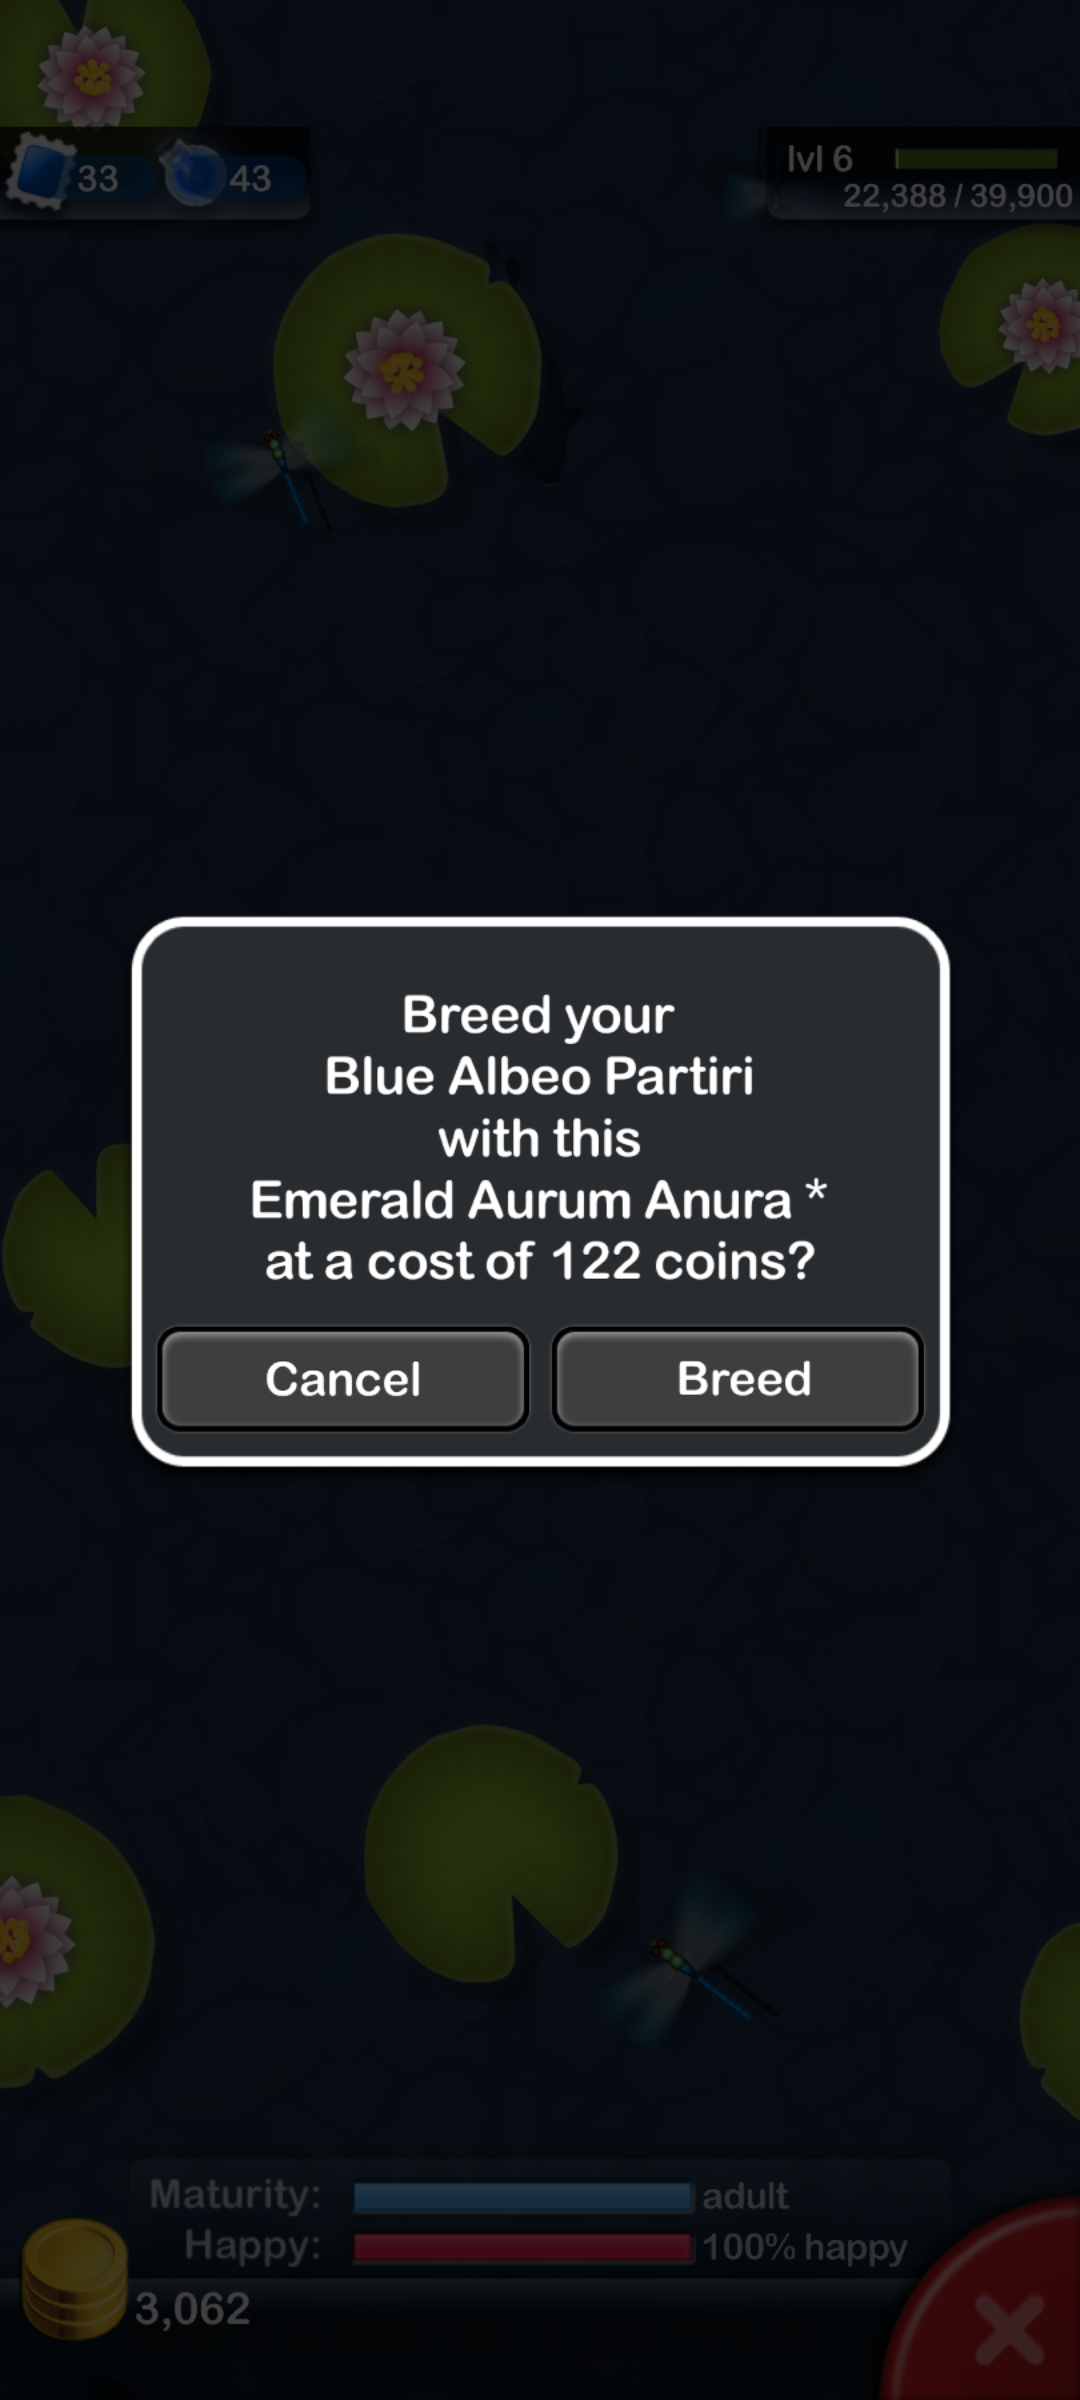 33
43
lvl 6
22,388 / 39,900
Breed your
Blue Albeo Partiri
with this
Emerald Aurum Anura *
at a cost of 122 coins?
Cancel
Breed
Maturity:
adult
Happy:
100% happy
3,062